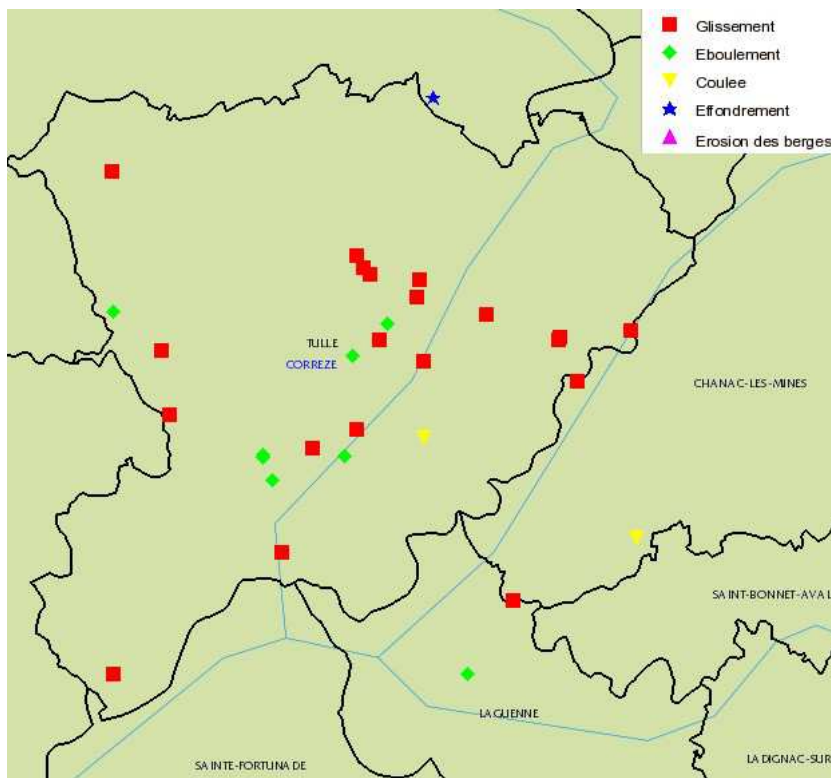 Glissement
Eboulement
Coulee
Effondrement
Erosion des berges
TULLE
CORREZE
CHANAC-LES-MINES
SAINT-BONNET-AVAL
LAGUENNE
SAINTE-FORTUNADE
LADIGNAC-SUR